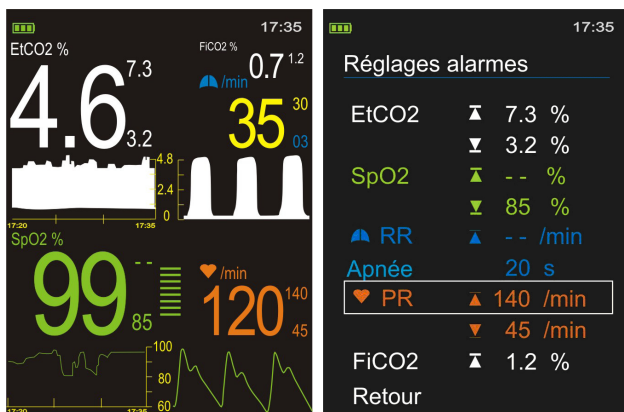 17:35
EtCO2 %
4.6
7.3
3.2
FiCO2 %
0.7
1.2
/min
35
30
03
4.8
2.4
0
17:20
17:35
SpO2 %
99
--
85
/min
120
140
45
100
80
60
17:20
17:35
17:35
Réglages alarmes
EtCO2 7.3 %
3.2 %
SpO2 -- %
85 %
RR -- /min
Apnée 20 s
PR 140 /min
45 /min
FiCO2 1.2 %
Retour